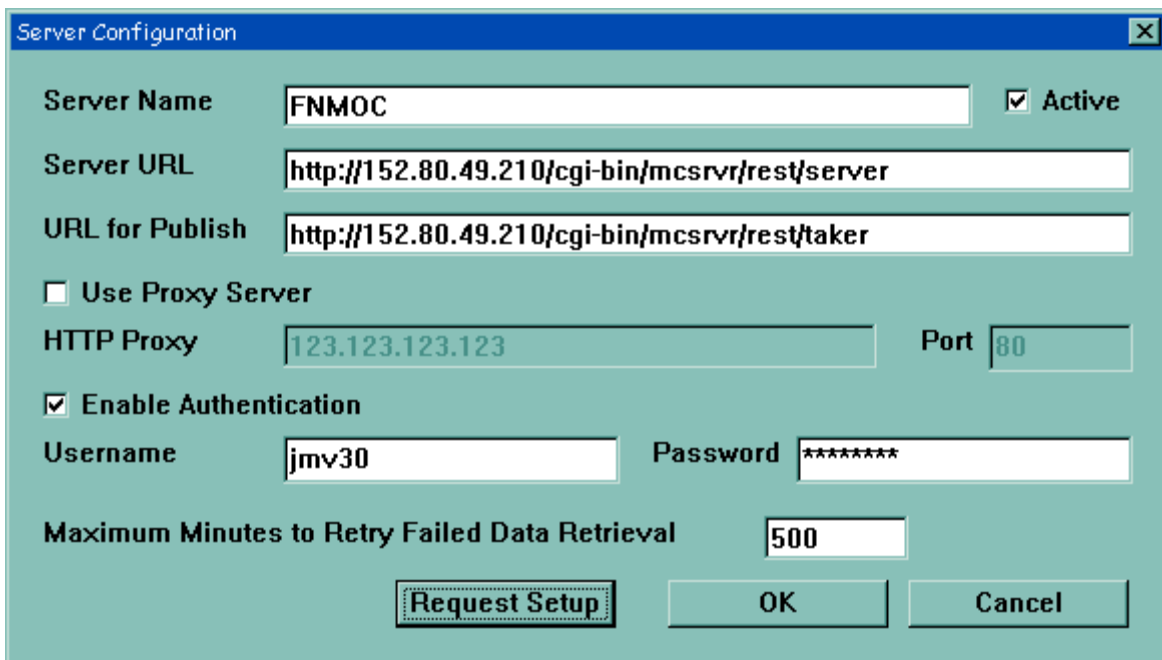 Server Configuration
Server Name FNMOC Active
Server URL http://152.80.49.210/cgi-bin/mcsrvr/rest/server
URL for Publish http://152.80.49.210/cgi-bin/mcsrvr/rest/taker
Use Proxy Server
HTTP Proxy 123.123.123.123 Port 80
Enable Authentication
Username jmv30 Password ********
Maximum Minutes to Retry Failed Data Retrieval 500
Request Setup OK Cancel